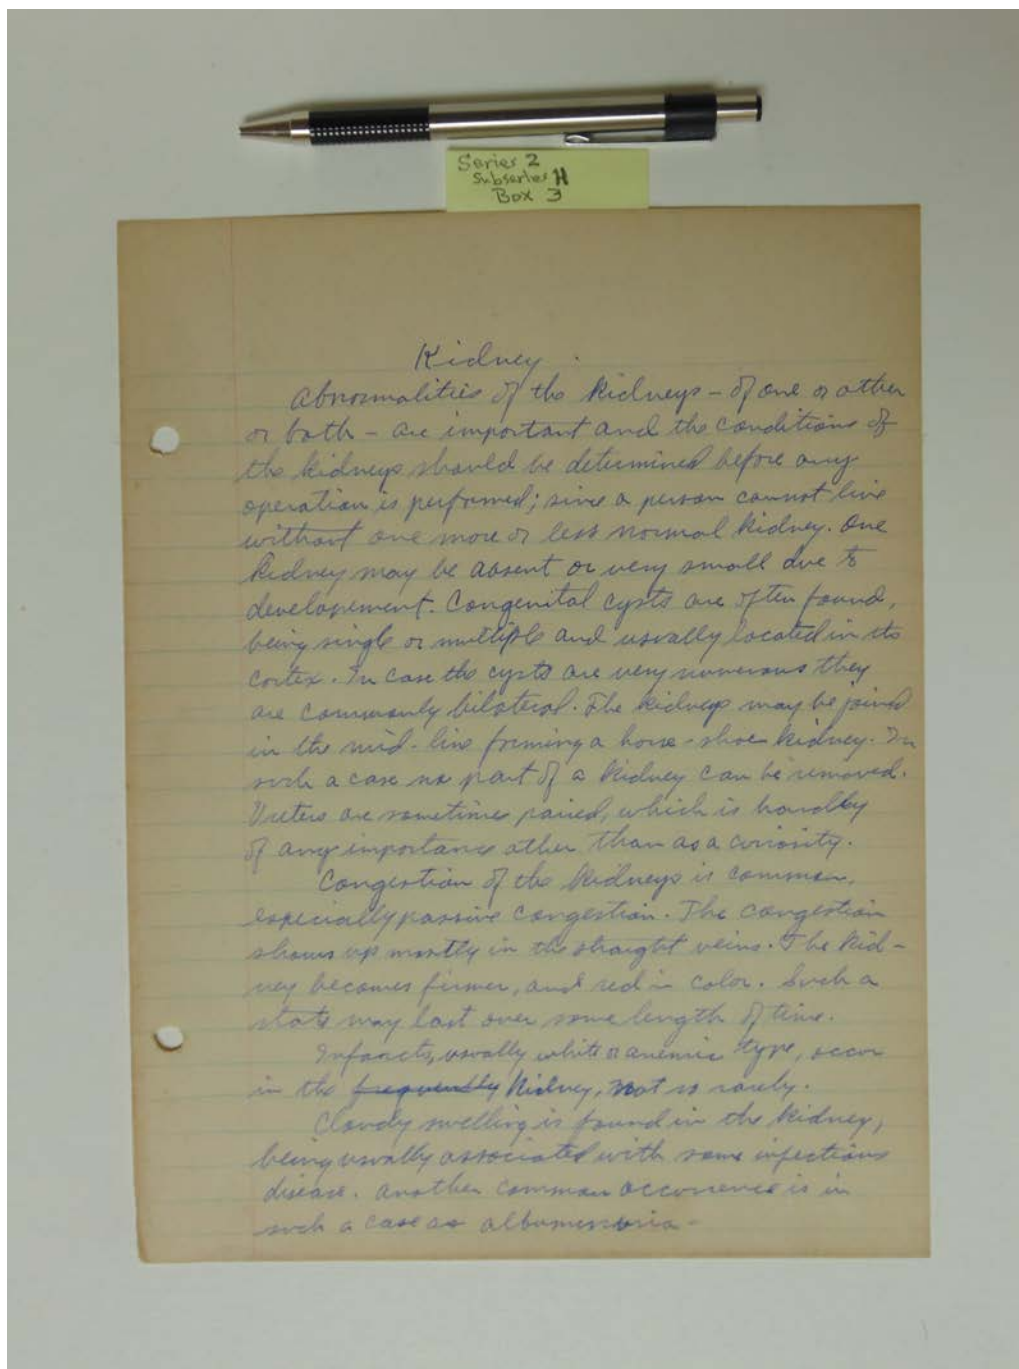 Series 2
Subseries H
Box 3
Kidney.
Abnormalities of the kidneys - of one or other
or both - are important and the conditions of
the kidneys should be determined before any
operation is performed; since a person cannot live
without one more or less normal kidney. One
kidney may be absent or very small due to
developement. Congenital cysts are often found,
being single or multiple and usually located in its
cortex. In case the cysts are very numerous they
are commonly bilateral. The kidneys may be joined
in the mid-line forming a horse-shoe kidney. In
such a case no part of a kidney can be removed.
Ureters are sometimes paired, which is hardly
of any importance other than as a curiosity.
Congestion of the kidneys is common,
especially passive congestion. The congestion
shows up mostly in the straight veins. The kid-
ney becomes firmer, and red in color. Such a
state may last over some length of time.
Infarcts, usually white or anemic type, occur
in the frequently kidney, not so rarely.
Cloudy swelling is found in the kidney,
being usually associated with some infectious
disease. Another common occurrence is in
such a case as